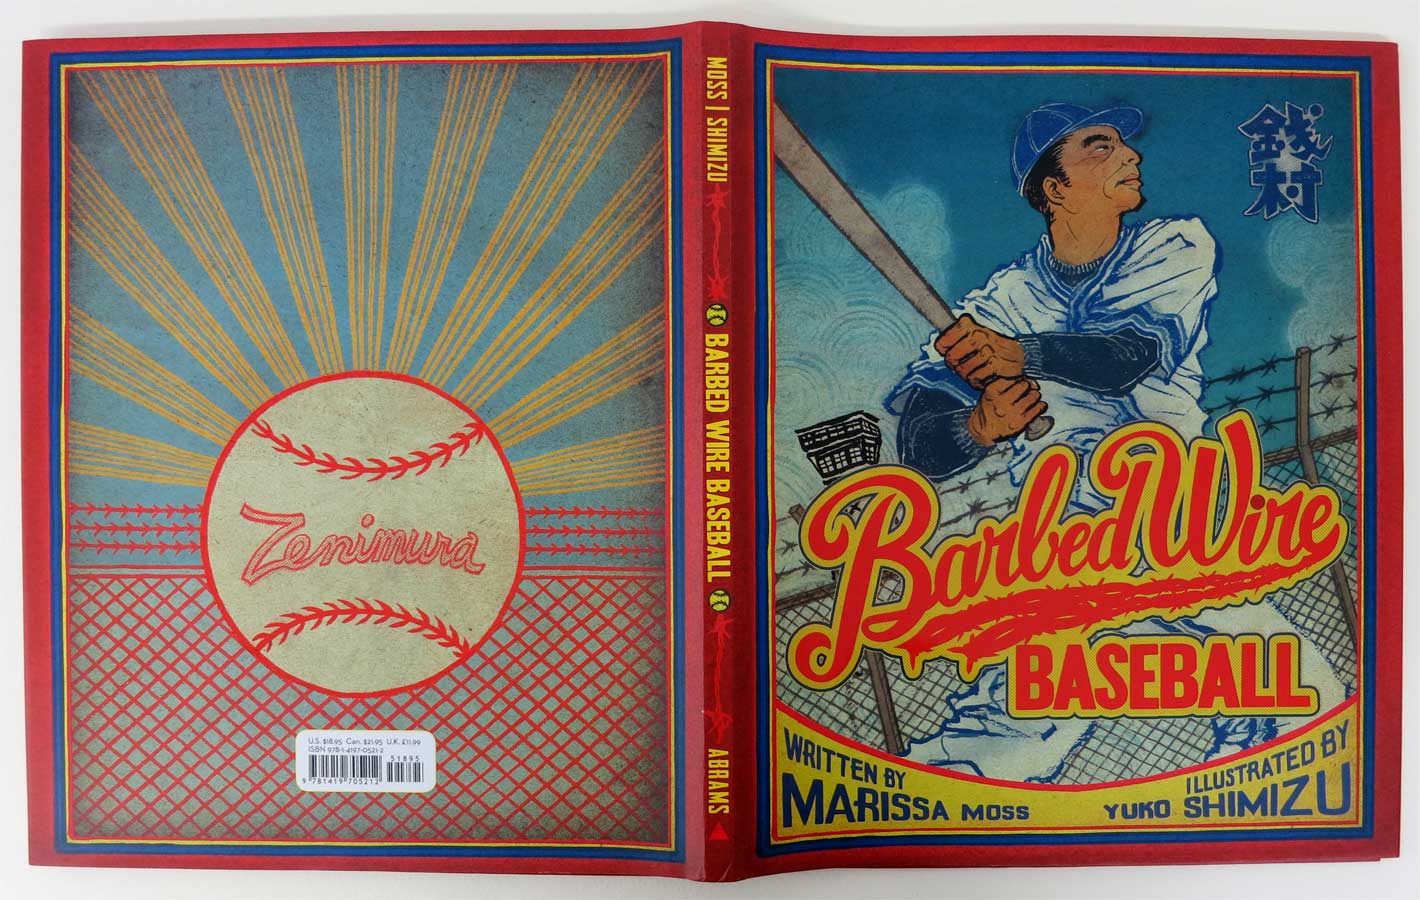 Zenimura
U.S. $18.95 Can. $21.95 U.K. £11.99
ISBN 978-1-4197-0521-2
51895
9 781419 705212
MOSS | SHIMIZU
BARBED WIRE BASEBALL
ABRAMS
銭村
Barbed Wire
BASEBALL
WRITTEN BY
MARISSA MOSS
ILLUSTRATED BY
YUKO SHIMIZU